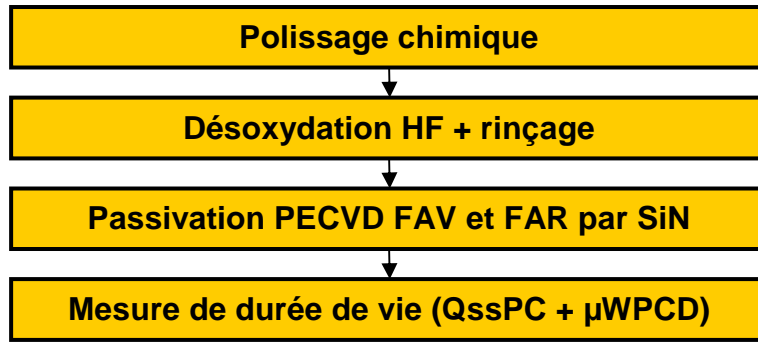 Polissage chimique
Désoxydation HF + rinçage
Passivation PECVD FAV et FAR par SiN
Mesure de durée de vie (QssPC + µWPCD)